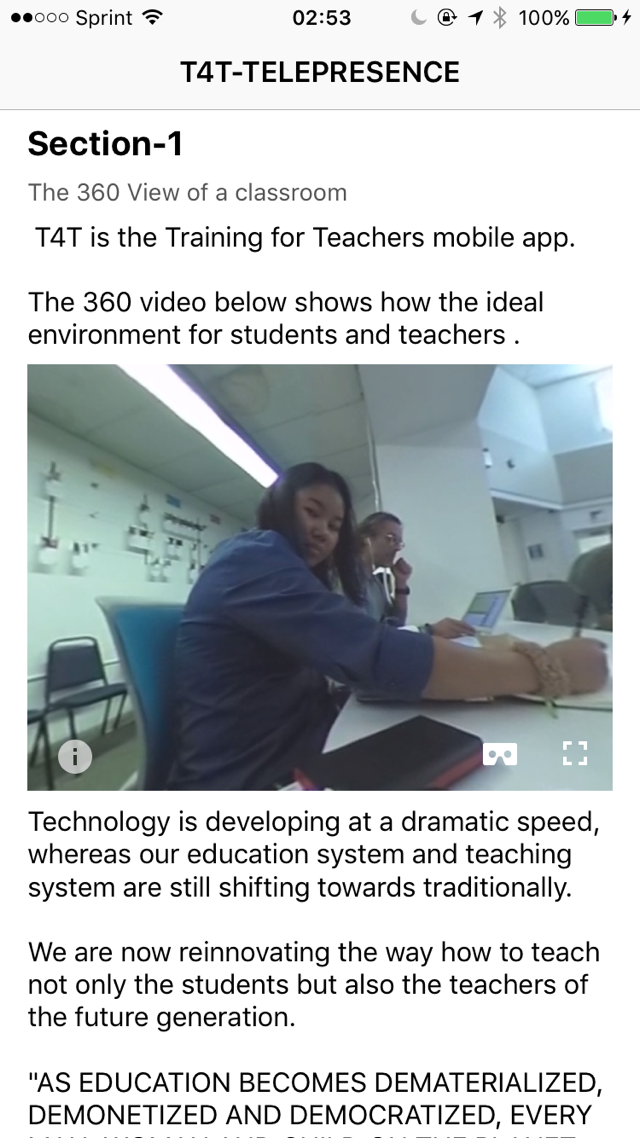 Sprint 02:53 100%
T4T-TELEPRESENCE
Section-1
The 360 View of a classroom
T4T is the Training for Teachers mobile app.
The 360 video below shows how the ideal
environment for students and teachers .
i
Technology is developing at a dramatic speed,
whereas our education system and teaching
system are still shifting towards traditionally.
We are now reinnovating the way how to teach
not only the students but also the teachers of
the future generation.
"AS EDUCATION BECOMES DEMATERIALIZED,
DEMONETIZED AND DEMOCRATIZED, EVERY